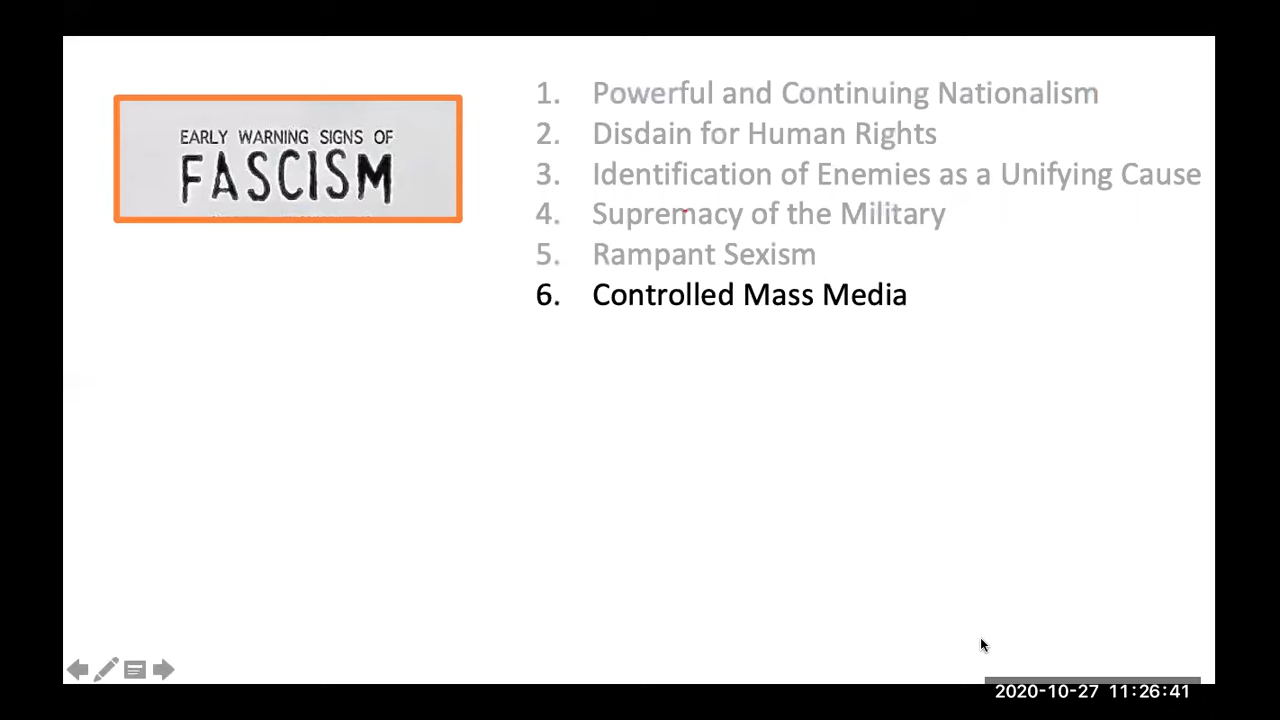 EARLY WARNING SIGNS OF
FASCISM
1. Powerful and Continuing Nationalism
2. Disdain for Human Rights
3. Identification of Enemies as a Unifying Cause
4. Supremacy of the Military
5. Rampant Sexism
6. Controlled Mass Media
2020-10-27 11:26:41